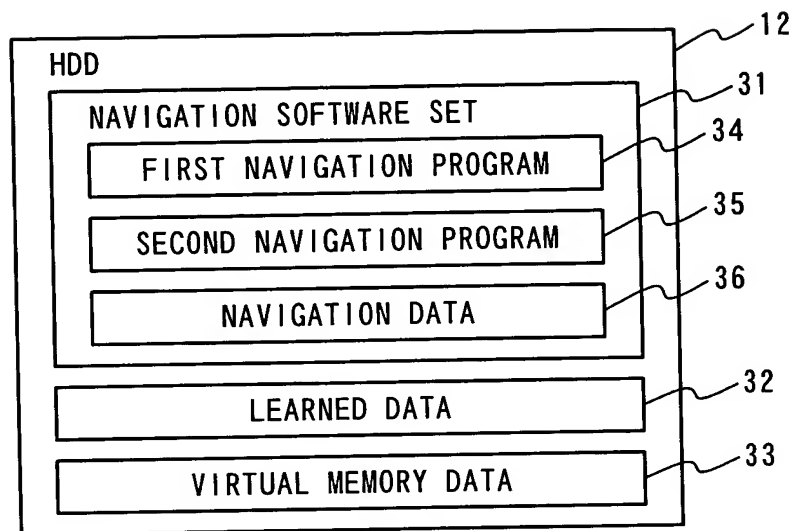 12
HDD
31
NAVIGATION SOFTWARE SET
34
FIRST NAVIGATION PROGRAM
35
SECOND NAVIGATION PROGRAM
36
NAVIGATION DATA
32
LEARNED DATA
33
VIRTUAL MEMORY DATA